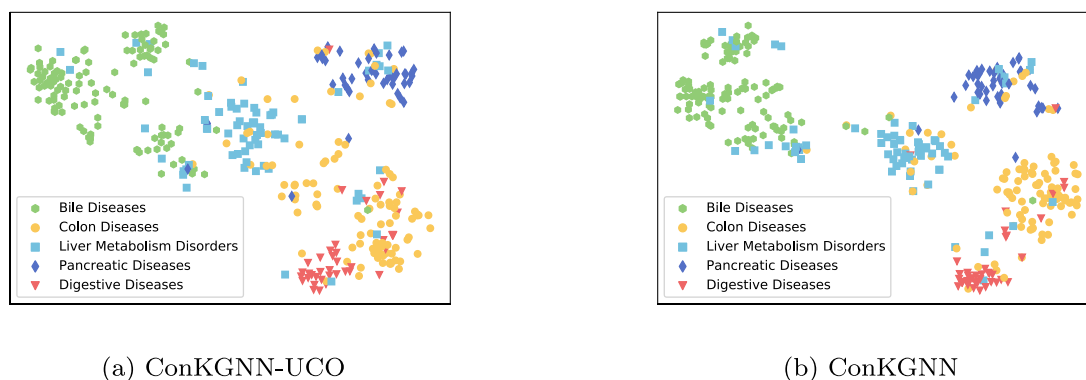 Bile Diseases
Colon Diseases
Liver Metabolism Disorders
Pancreatic Diseases
Digestive Diseases
(a) ConKGNN-UCO
Bile Diseases
Colon Diseases
Liver Metabolism Disorders
Pancreatic Diseases
Digestive Diseases
(b) ConKGNN